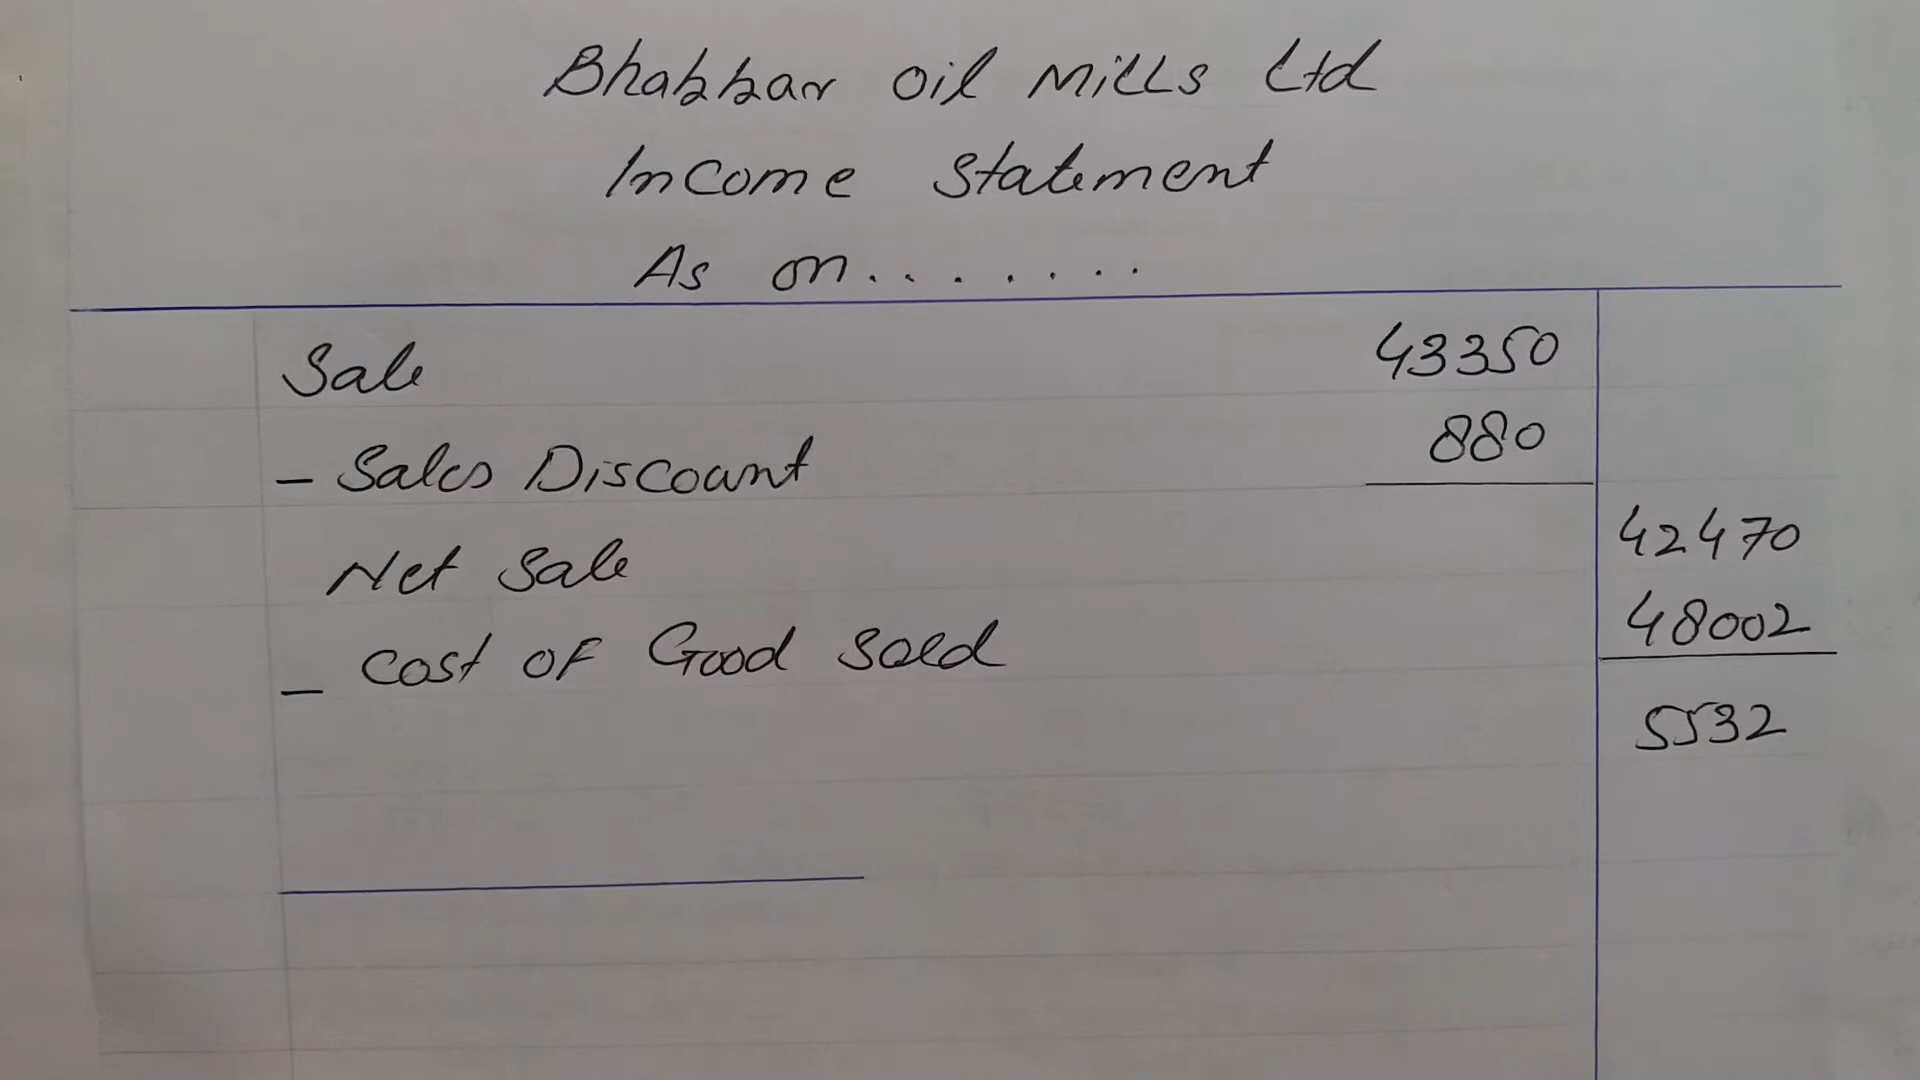 Bhabbar Oil Mills Ltd
Income Statement
As on.......
Sale 43350
- Sales Discount 880
Net Sale 42470
- Cost of Good Sold 48002
5532